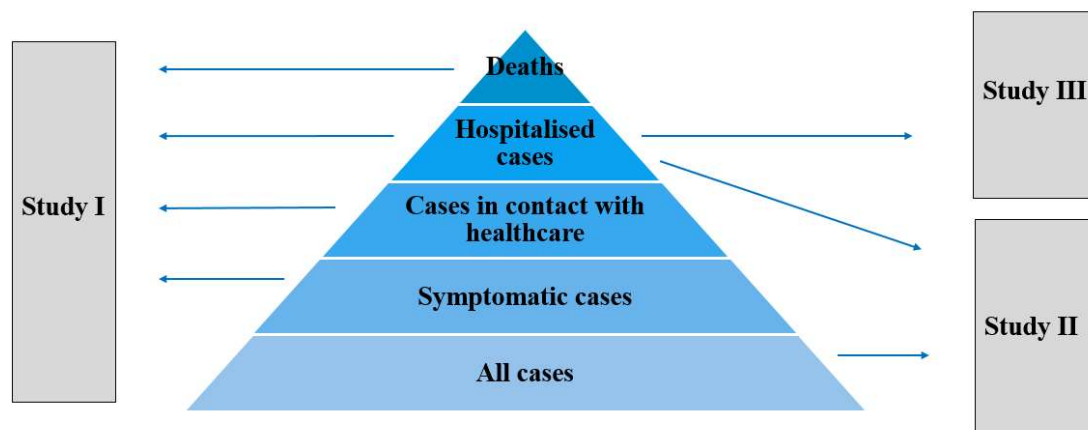 Deaths
Study III
Hospitalised
cases
Study I
Cases in contact with
healthcare
Symptomatic cases
Study II
All cases